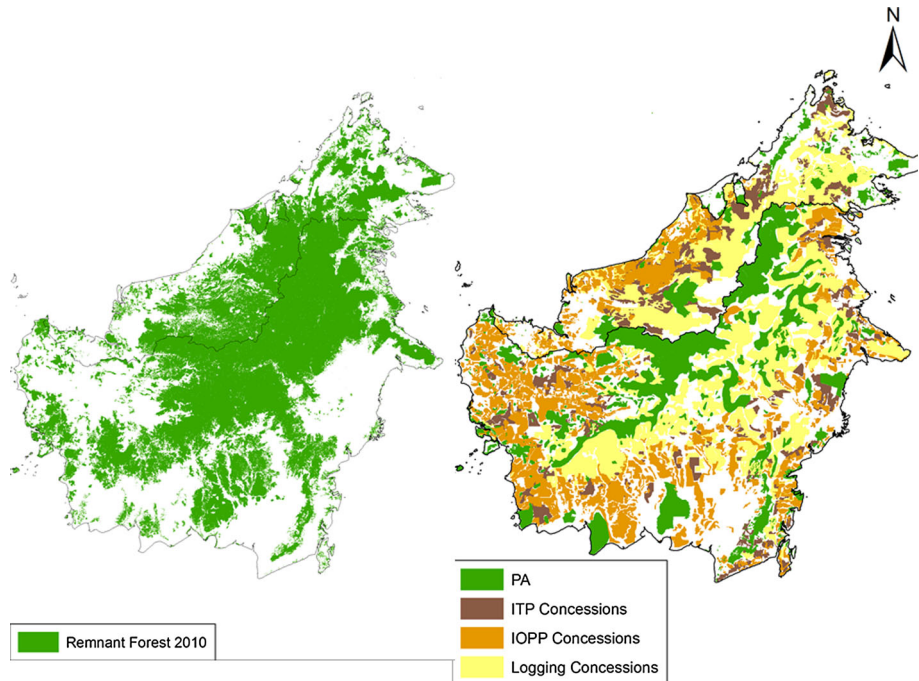 N
Remnant Forest 2010
PA
ITP Concessions
IOPP Concessions
Logging Concessions